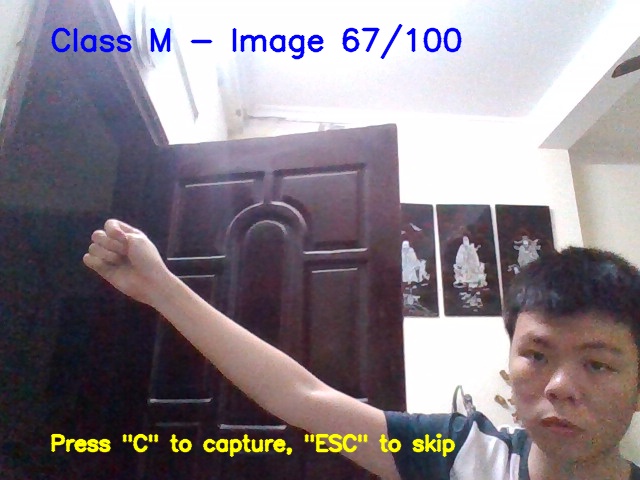 Class M - Image 67/100
Press "C" to capture, "ESC" to skip